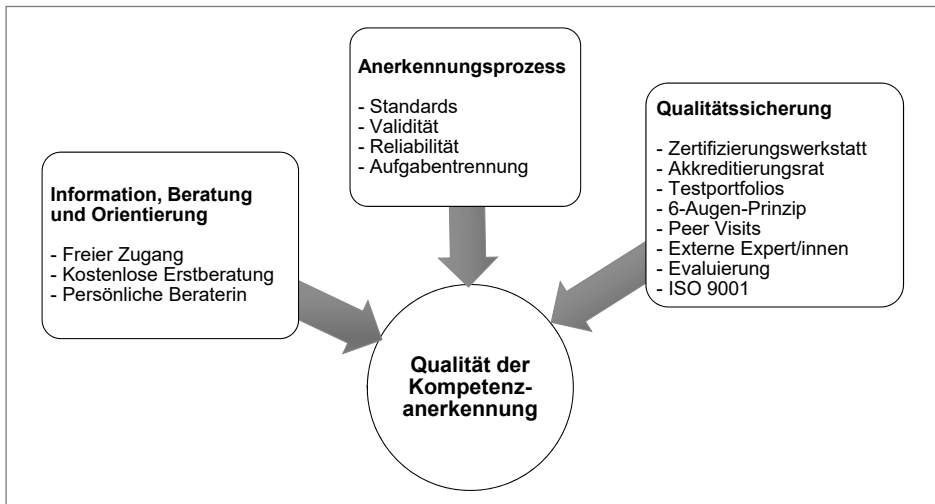 Information, Beratung
und Orientierung
- Freier Zugang
- Kostenlose Erstberatung
- Persönliche Beraterin
Anerkennungsprozess
- Standards
- Validität
- Reliabilität
- Aufgabentrennung
Qualitätssicherung
- Zertifizierungswerkstatt
- Akkreditierungsrat
- Testportfolios
- 6-Augen-Prinzip
- Peer Visits
- Externe Expert/innen
- Evaluierung
- ISO 9001
Qualität der
Kompetenz-
anerkennung